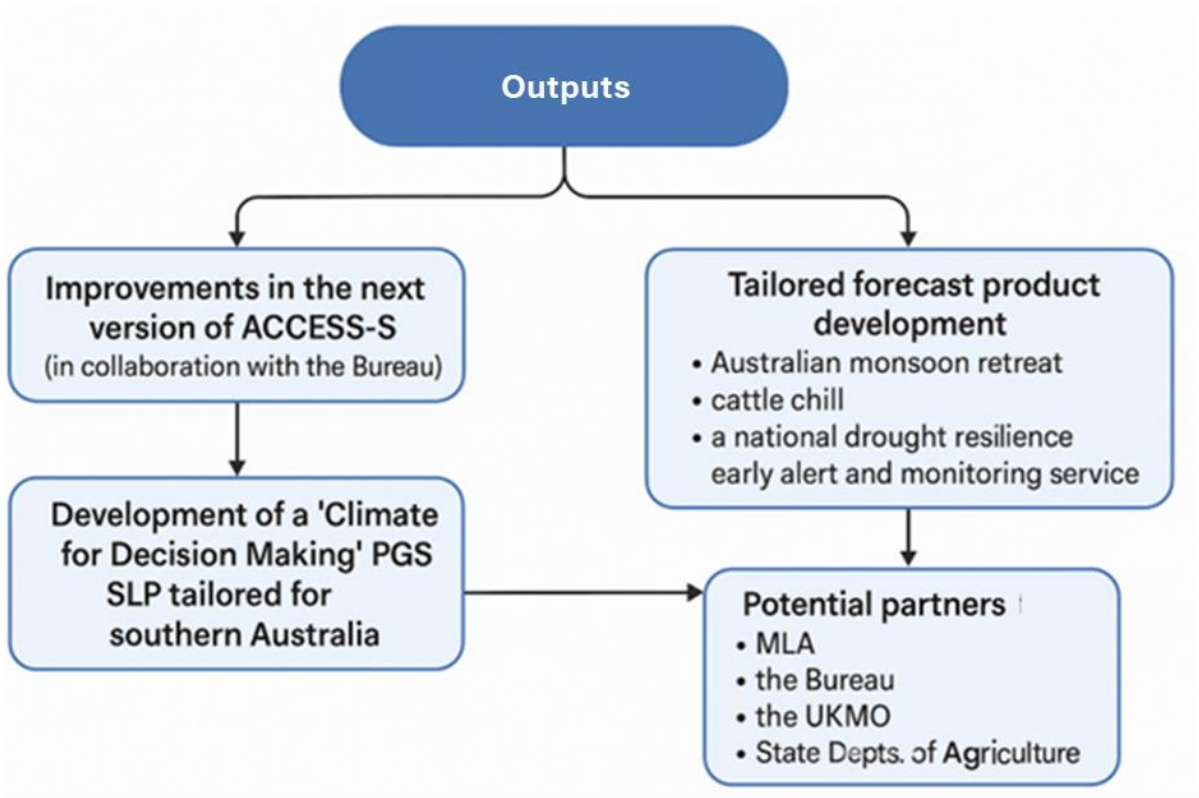 Outputs
Improvements in the next
version of ACCESS-S
(in collaboration with the Bureau)
Development of a 'Climate
for Decision Making' PGS
SLP tailored for
southern Australia
Tailored forecast product
development
• Australian monsoon retreat
• cattle chill
• a national drought resilience
early alert and monitoring service
Potential partners
• MLA
• the Bureau
• the UKMO
• State Depts. of Agriculture